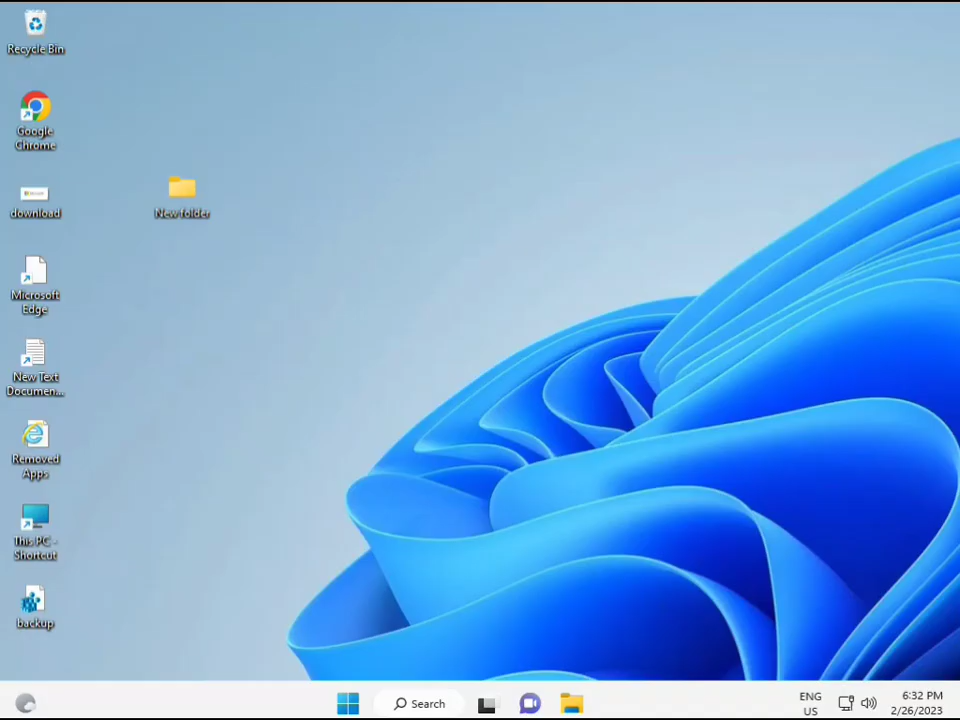 Recycle Bin
Google
Chrome
download
New folder
Microsoft
Edge
New Text
Documen...
Removed
Apps
This PC -
Shortcut
backup
Search
ENG
US
6:32 PM
2/26/2023